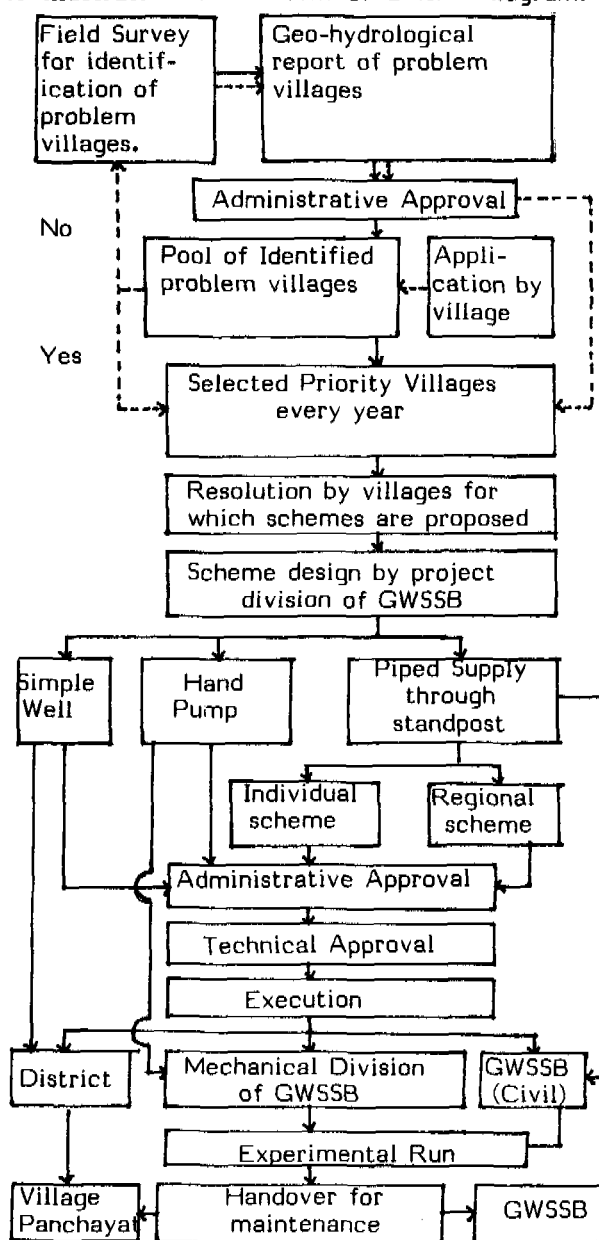 Field Survey
for identif-
ication of
problem
villages.
Geo-hydrological
report of problem
villages
Administrative Approval
No
Pool of Identified
problem villages
Appli-
cation by
village
Yes
Selected Priority Villages
every year
Resolution by villages for
which schemes are proposed
Scheme design by project
division of GWSSB
Simple
Well
Hand
Pump
Piped Supply
through
standpost
Individual
scheme
Regional
scheme
Administrative Approval
Technical Approval
Execution
District
Mechanical Division
of GWSSB
GWSSB
(Civil)
Experimental Run
Village
Panchayat
Handover for
maintenance
GWSSB